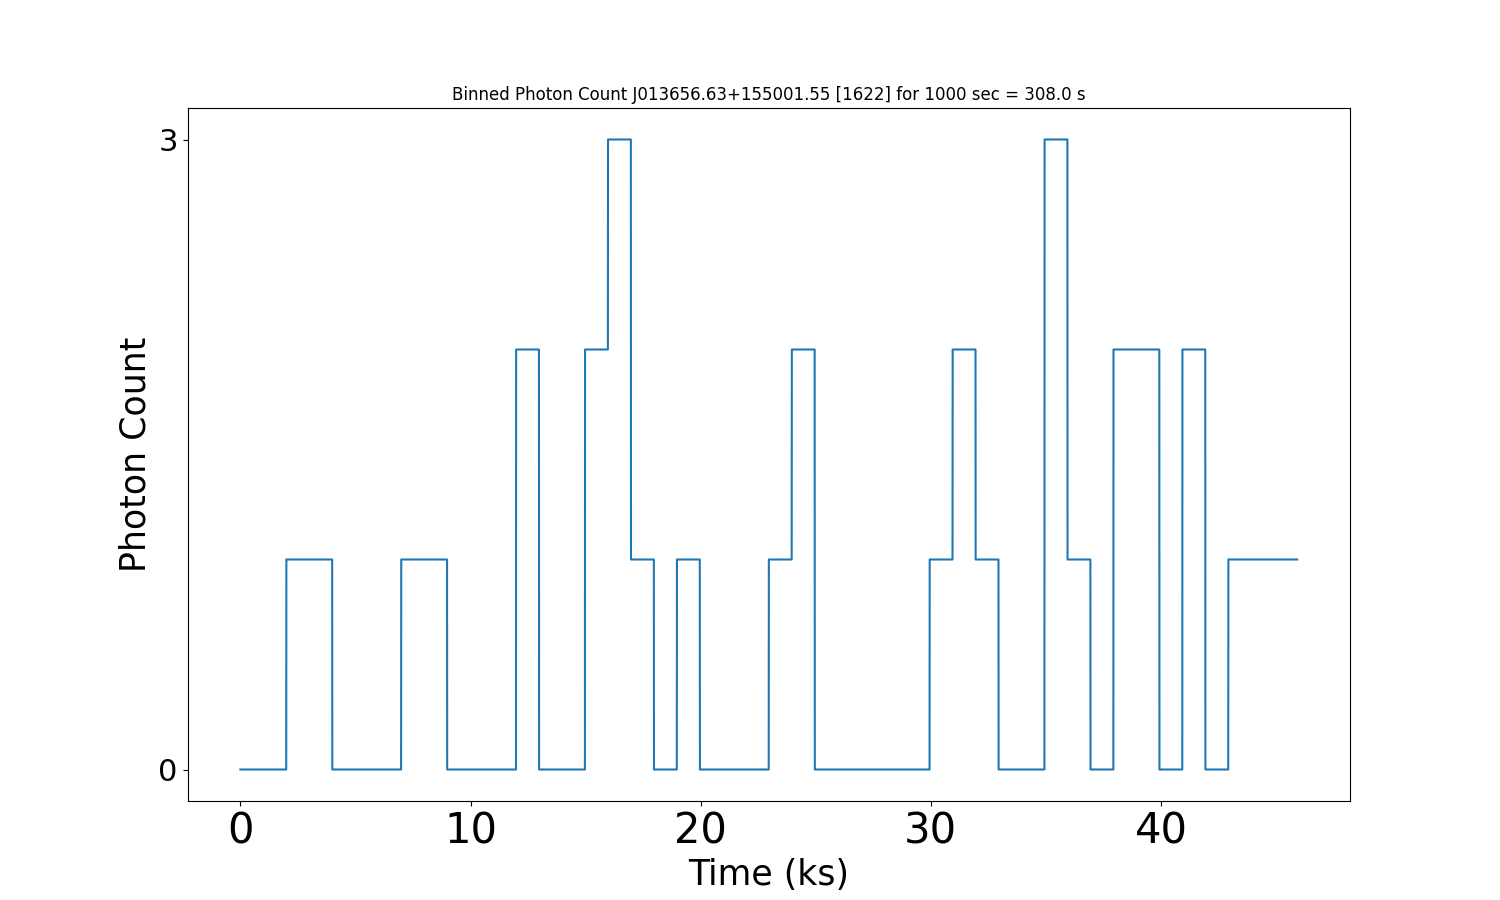 Binned Photon Count J013656.63+155001.55 [1622] for 1000 sec = 308.0 s
3
Photon Count
0
0 10 20 30 40
Time (ks)